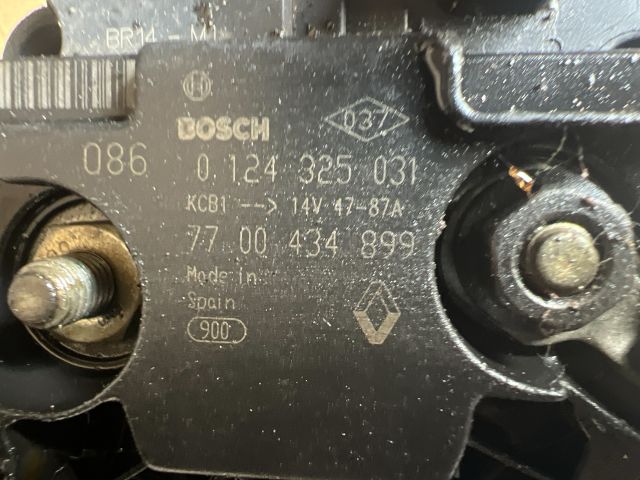 BR14 - M1
BOSCH
037
086
0 124 325 031
KCB1 --> 14V 47-87A
77 00 434 899
Made in
Spain
900